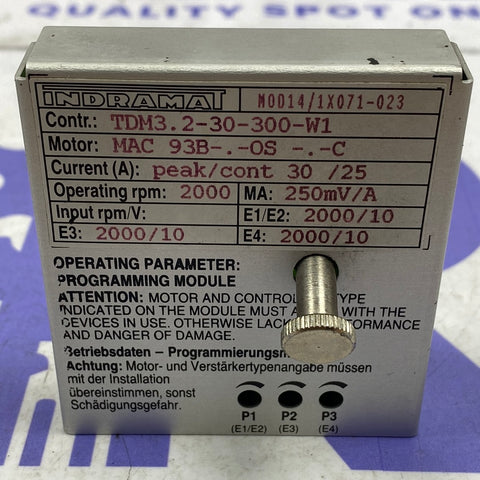 QUALITY SPOT ON
INDRAMAT MOD14/1X071-023
Contr.: TDM3.2-30-300-W1
Motor: MAC 93B-.-OS -.-C
Current (A): peak/cont 30 /25
Operating rpm: 2000 MA: 250mV/A
Input rpm/V: E1/E2: 2000/10
E3: 2000/10 E4: 2000/10
OPERATING PARAMETER:
PROGRAMMING MODULE
ATTENTION: MOTOR AND CONTROL TYPE
INDICATED ON THE MODULE MUST WITH THE
DEVICES IN USE. OTHERWISE
AND DANGER OF DAMAGE.
Betriebsdaten –
Achtung: Motor- und Verstärkertypenangabe müssen
mit der Installation
übereinstimmen, sonst
Schädigungsgefahr.
P1 P2 P3
(E1/E2) (E3) (E4)